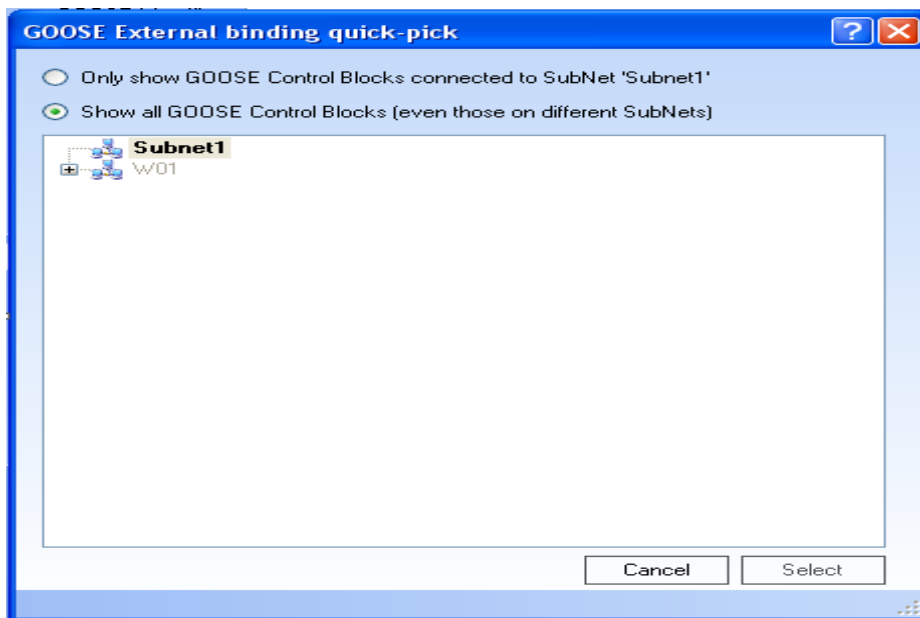 GOOSE External binding quick-pick
Only show GOOSE Control Blocks connected to SubNet 'Subnet1'
Show all GOOSE Control Blocks (even those on different SubNets)
Subnet1
W01
Cancel Select